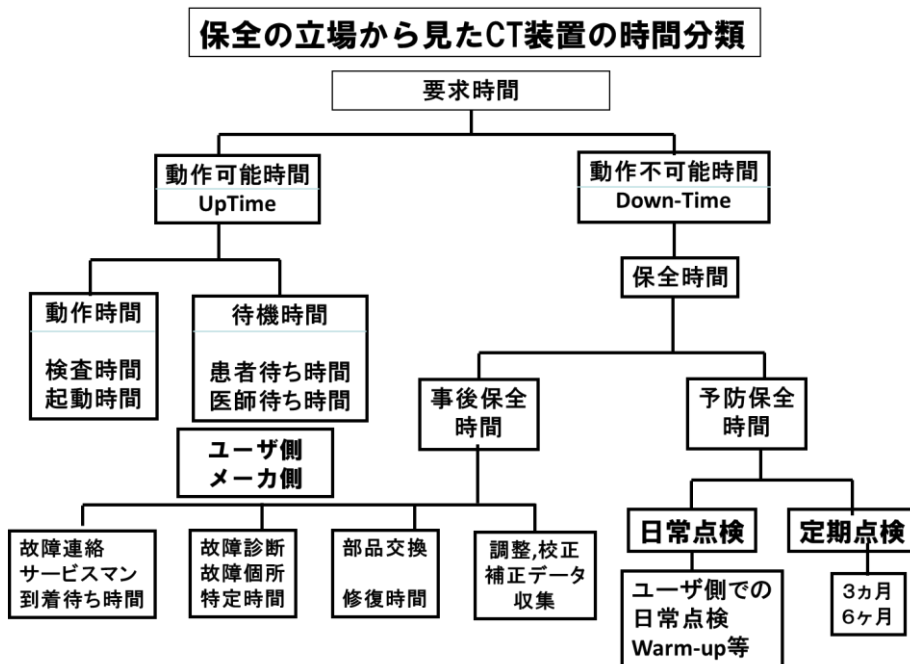 保全の立場から見たCT装置の時間分類
要求時間
動作可能時間
UpTime
動作不可能時間
Down-Time
保全時間
動作時間
検査時間
起動時間
待機時間
患者待ち時間
医師待ち時間
事後保全
時間
予防保全
時間
ユーザ側
メーカ側
故障連絡
サービスマン
到着待ち時間
故障診断
故障個所
特定時間
部品交換
修復時間
調整,校正
補正データ
収集
日常点検
定期点検
ユーザ側での
日常点検
Warm-up等
3ヵ月
6ヶ月